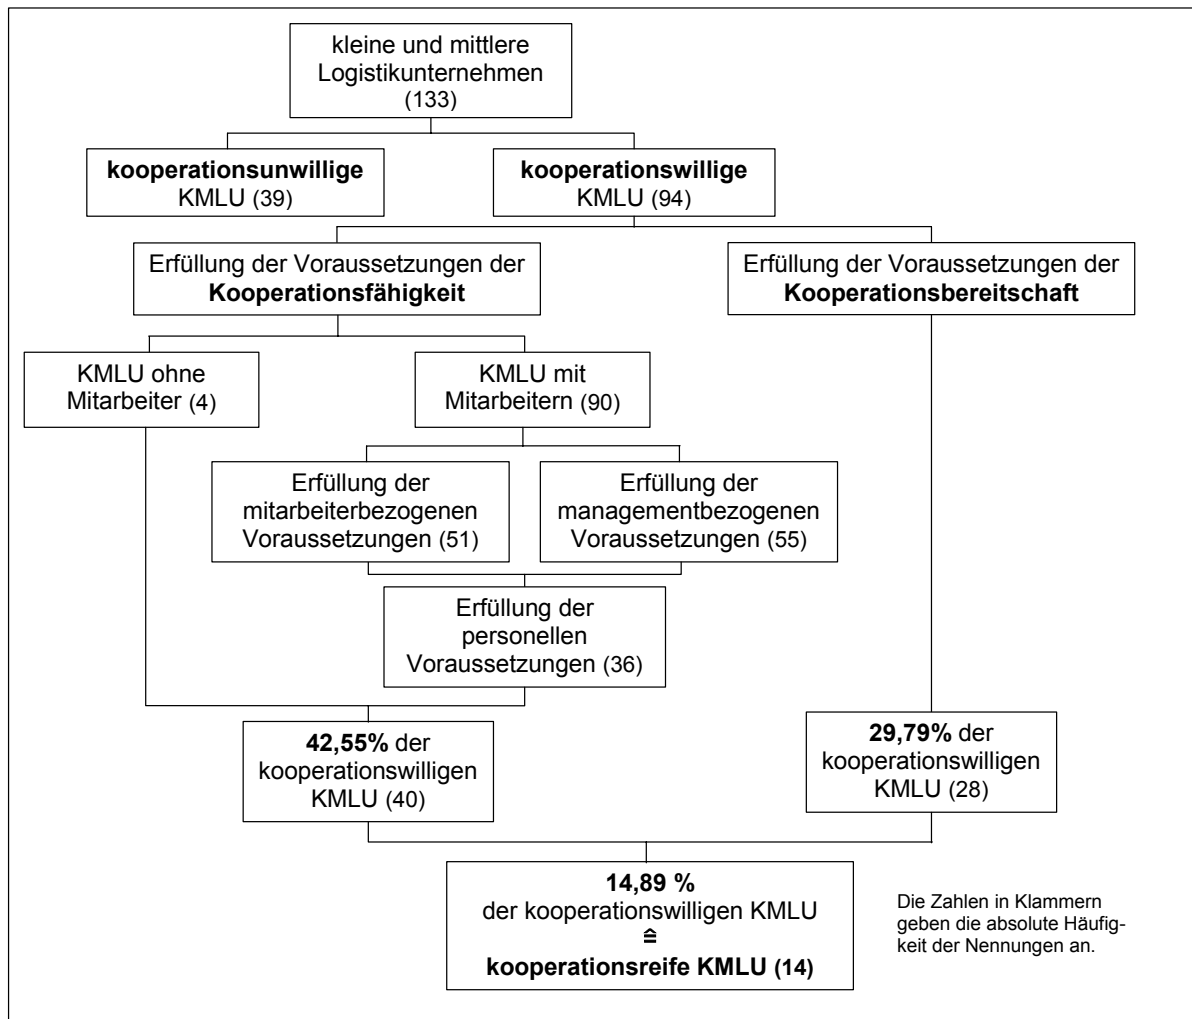 kleine und mittlere
Logistikunternehmen
(133)
kooperationsunwillige
KMLU (39)
kooperationswillige
KMLU (94)
Erfüllung der Voraussetzungen der
Kooperationsfähigkeit
Erfüllung der Voraussetzungen der
Kooperationsbereitschaft
KMLU ohne
Mitarbeiter (4)
KMLU mit
Mitarbeitern (90)
Erfüllung der
mitarbeiterbezogenen
Voraussetzungen (51)
Erfüllung der
managementbezogenen
Voraussetzungen (55)
Erfüllung der
personellen
Voraussetzungen (36)
42,55% der
kooperationswilligen
KMLU (40)
29,79% der
kooperationswilligen
KMLU (28)
14,89 %
der kooperationswilligen KMLU
≙
kooperationsreife KMLU (14)
Die Zahlen in Klammern
geben die absolute Häufig-
keit der Nennungen an.